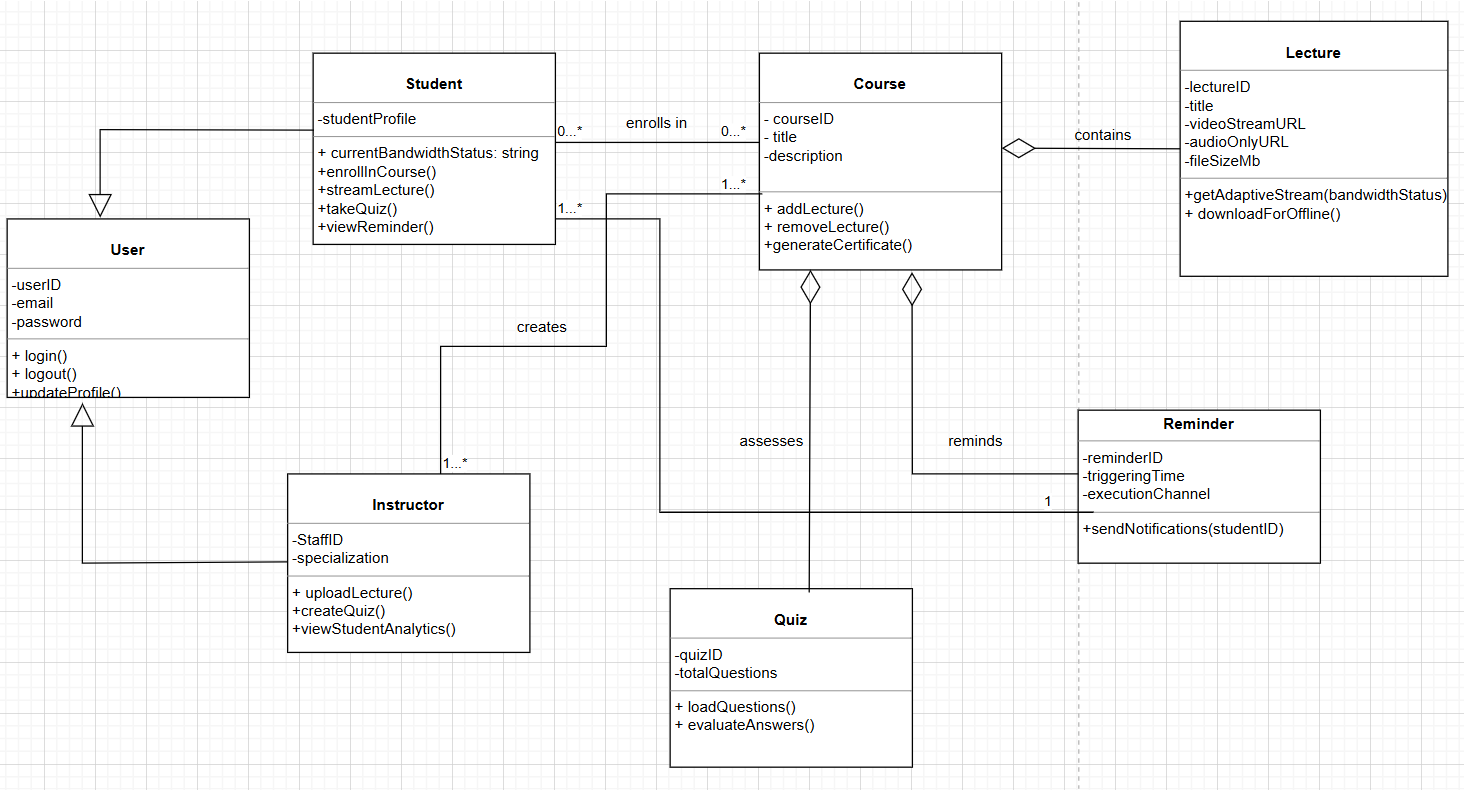 Student
-studentProfile
+ currentBandwidthStatus: string
+enrollInCourse()
+streamLecture()
+takeQuiz()
+viewReminder()
0...*
enrolls in
0...*
1...*
1...*
Course
- courseID
- title
-description
+ addLecture()
+ removeLecture()
+generateCertificate()
contains
Lecture
-lectureID
-title
-videoStreamURL
-audioOnlyURL
-fileSizeMb
+getAdaptiveStream(bandwidthStatus)
+ downloadForOffline()
User
-userID
-email
-password
+ login()
+ logout()
+updateProfile()
creates
1...*
Instructor
-StaffID
-specialization
+ uploadLecture()
+createQuiz()
+viewStudentAnalytics()
assesses
reminds
1
Reminder
-reminderID
-triggeringTime
-executionChannel
+sendNotifications(studentID)
Quiz
-quizID
-totalQuestions
+ loadQuestions()
+ evaluateAnswers()